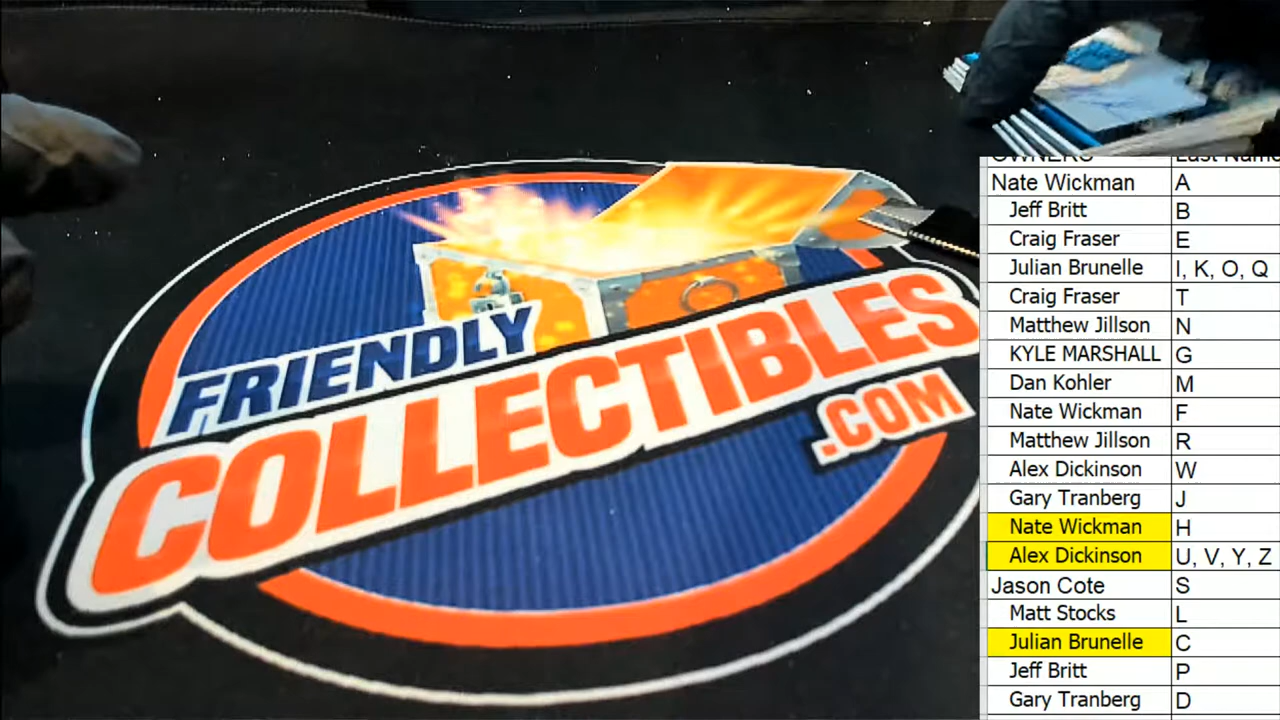 FRIENDLY
COLLECTIBLES
.COM
OWNERS
Nate Wickman A
Jeff Britt B
Craig Fraser E
Julian Brunelle I, K, O, Q
Craig Fraser T
Matthew Jillson N
KYLE MARSHALL G
Dan Kohler M
Nate Wickman F
Matthew Jillson R
Alex Dickinson W
Gary Tranberg J
Nate Wickman H
Alex Dickinson U, V, Y, Z
Jason Cote S
Matt Stocks L
Julian Brunelle C
Jeff Britt P
Gary Tranberg D